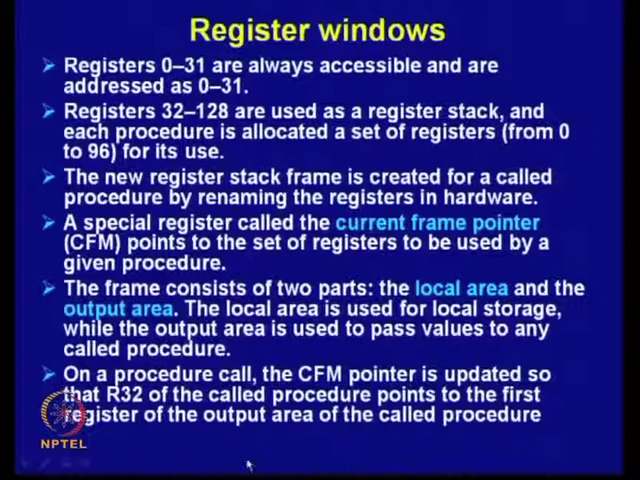 Register windows
Registers 0–31 are always accessible and are
addressed as 0–31.
Registers 32–128 are used as a register stack, and
each procedure is allocated a set of registers (from 0
to 96) for its use.
The new register stack frame is created for a called
procedure by renaming the registers in hardware.
A special register called the current frame pointer
(CFM) points to the set of registers to be used by a
given procedure.
The frame consists of two parts: the local area and the
output area. The local area is used for local storage,
while the output area is used to pass values to any
called procedure.
On a procedure call, the CFM pointer is updated so
that R32 of the called procedure points to the first
register of the output area of the called procedure
NPTEL